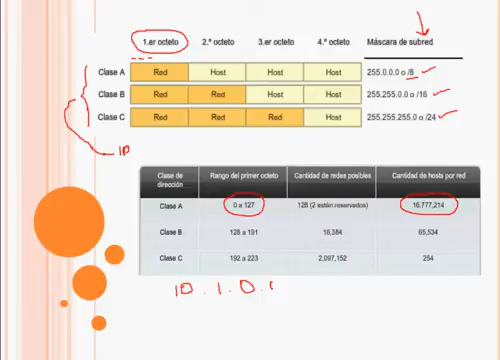 1.er octeto 2.º octeto 3.er octeto 4.º octeto Máscara de subred
Clase A Red Host Host Host 255.0.0.0 o /8
Clase B Red Red Host Host 255.255.0.0 o /16
Clase C Red Red Red Host 255.255.255.0 o /24
IP
Clase de dirección Rango del primer octeto Cantidad de redes posibles Cantidad de hosts por red
Clase A 0 a 127 128 (2 están reservados) 16,777,214
Clase B 128 a 191 16,384 65,534
Clase C 192 a 223 2,097,152 254
10 . 1 . 0 .